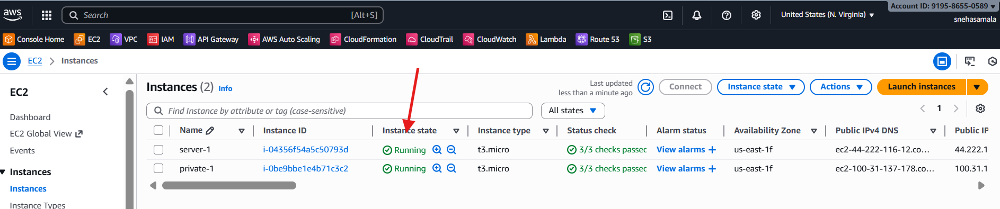 aws
Search [Alt+S]
United States (N. Virginia)
Account ID: 9195-8655-0589
snehasamala
Console Home EC2 VPC IAM API Gateway AWS Auto Scaling CloudFormation CloudTrail CloudWatch Lambda Route 53 S3
EC2 Instances
EC2
Dashboard
EC2 Global View
Events
Instances
Instances
Instance Types
Instances (2) Info
Last updated
less than a minute ago
Connect Instance state Actions Launch instances
Find Instance by attribute or tag (case-sensitive) All states 1
Name Instance ID Instance state Instance type Status check Alarm status Availability Zone Public IPv4 DNS Public IP
server-1 i-04356f54a5c50793d Running t3.micro 3/3 checks passec View alarms + us-east-1f ec2-44-222-116-12.co... 44.222.1
private-1 i-0be9bbe1e4b71c3c2 Running t3.micro 3/3 checks passec View alarms + us-east-1f ec2-100-31-137-178.co... 100.31.1